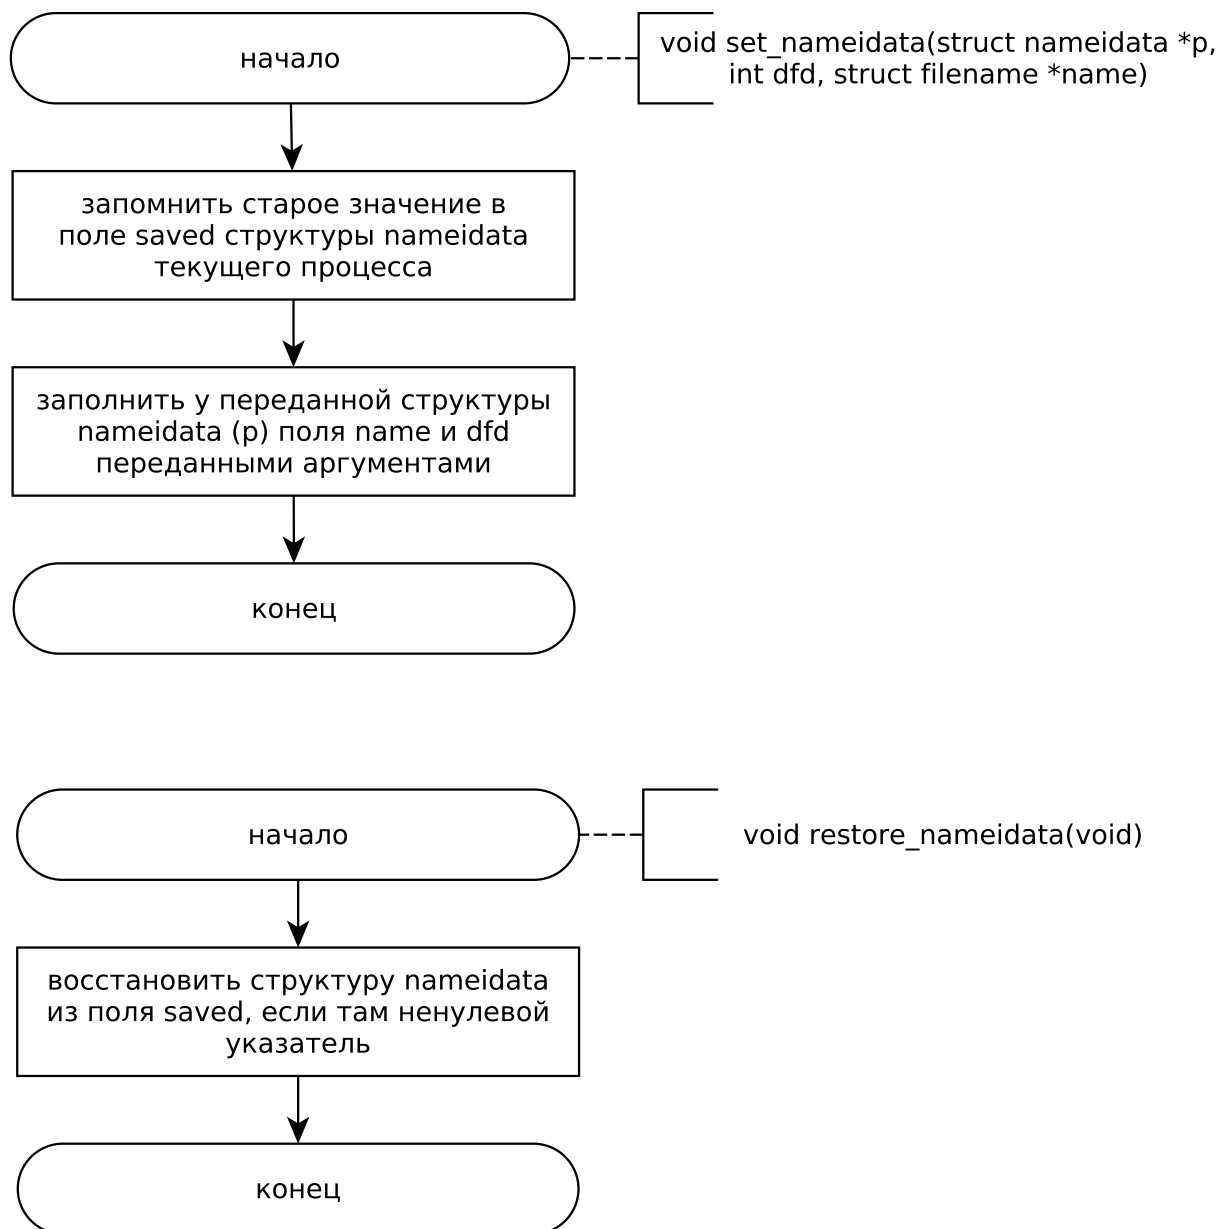 начало
void set_nameidata(struct nameidata *p,
int dfd, struct filename *name)
запомнить старое значение в
поле saved структуры nameidata
текущего процесса
заполнить у переданной структуры
nameidata (p) поля name и dfd
переданными аргументами
конец
начало
void restore_nameidata(void)
восстановить структуру nameidata
из поля saved, если там ненулевой
указатель
конец